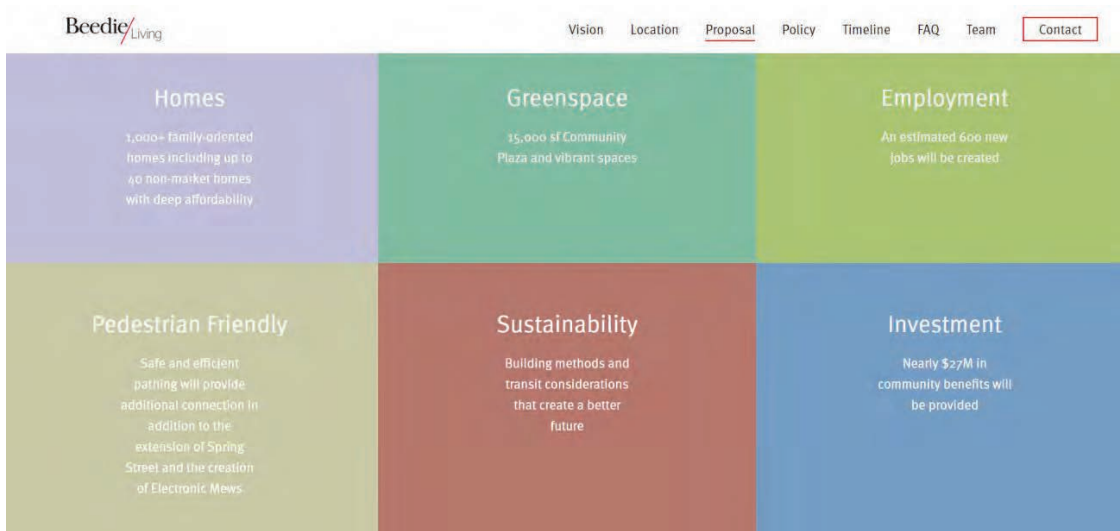 Beedie/Living
Vision Location Proposal Policy Timeline FAQ Team Contact
Homes
1,000+ family-oriented
homes including up to
40 non-market homes
with deep affordability
Greenspace
15,000 sf Community
Plaza and vibrant spaces
Employment
An estimated 600 new
jobs will be created
Pedestrian Friendly
Safe and efficient
pathing will provide
additional connection in
addition to the
extension of Spring
Street and the creation
of Electronic Mews
Sustainability
Building methods and
transit considerations
that create a better
future
Investment
Nearly $27M in
community benefits will
be provided